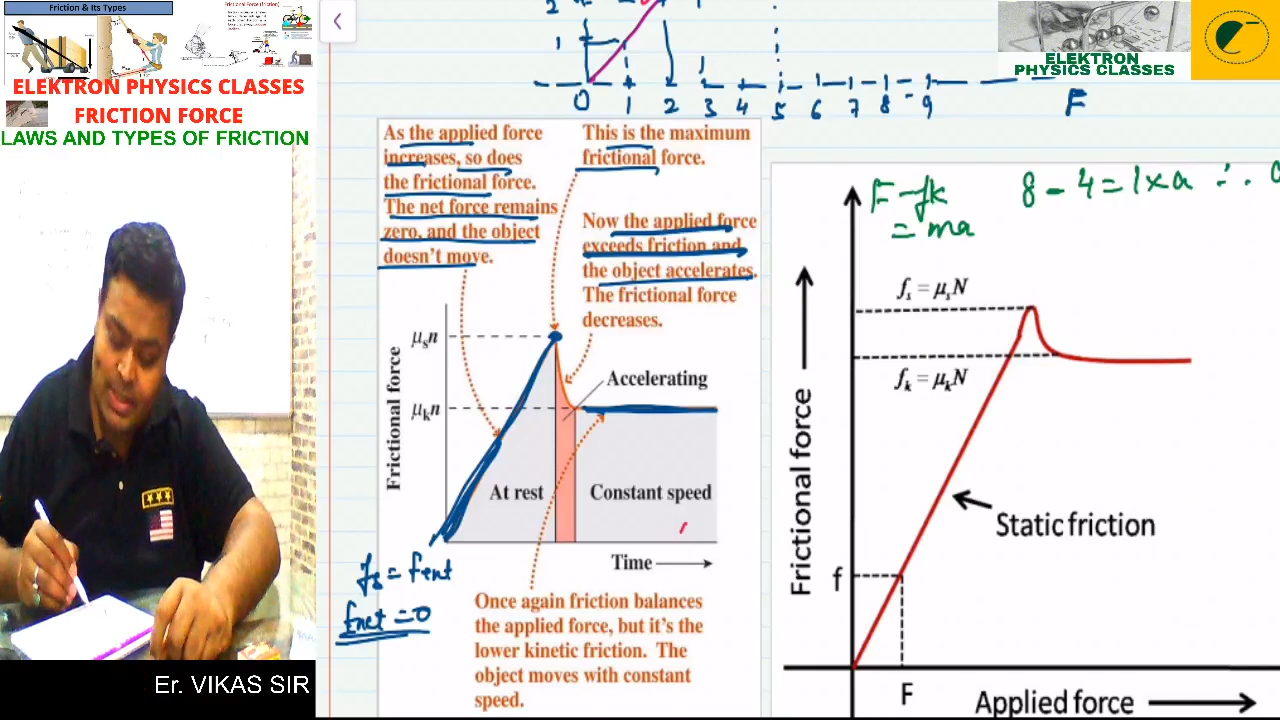 Friction & Its Types
Frictional Force (friction)
ELEKTRON PHYSICS CLASSES
FRICTION FORCE
LAWS AND TYPES OF FRICTION
Er. VIKAS SIR
2
1
0 1 2 3 4 5 6 7 8 9
F
ELEKTRON
PHYSICS CLASSES
As the applied force
increases, so does
the frictional force.
The net force remains
zero, and the object
doesn't move.
This is the maximum
frictional force.
Now the applied force
exceeds friction and
the object accelerates.
The frictional force
decreases.
μsn
μkn
Frictional force
Accelerating
At rest
Constant speed
Time
fs = fext
fnet = 0
Once again friction balances
the applied force, but it's the
lower kinetic friction. The
object moves with constant
speed.
F - fk
= ma
8 - 4 = 1 x a ∴
fs = μsN
fk = μkN
Frictional force
Static friction
f
F
Applied force